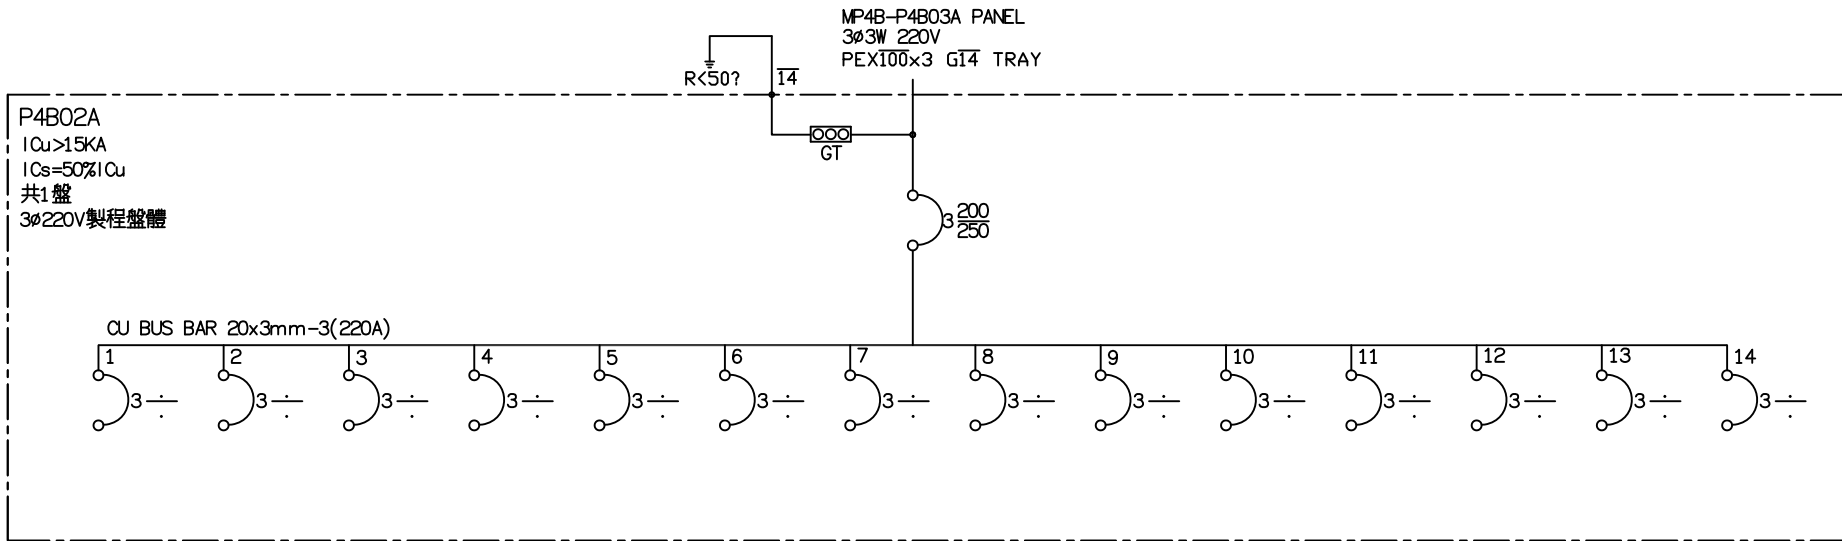 MP4B-P4B03A PANEL
3ø3W 220V
PEX100x3 G14 TRAY
R<50?
14
P4B02A
ICu>15KA
ICs=50%ICu
共1盤
3ø220V製程盤體
GT
3 200
250
CU BUS BAR 20x3mm-3(220A)
1 2 3 4 5 6 7 8 9 10 11 12 13 14
3 3 3 3 3 3 3 3 3 3 3 3 3 3